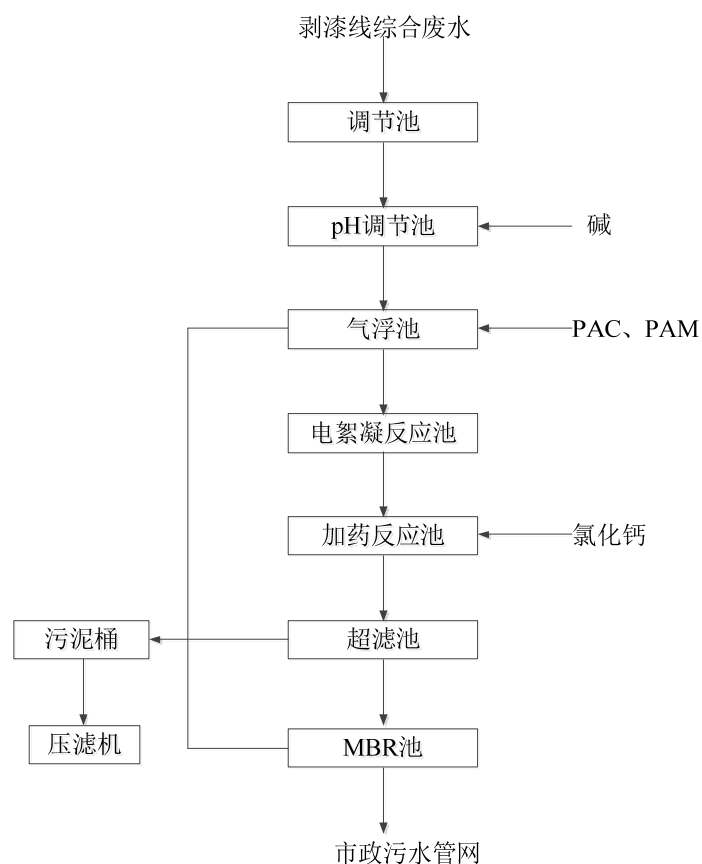 剥漆线综合废水
调节池
pH调节池
碱
气浮池
PAC、PAM
电絮凝反应池
加药反应池
氯化钙
污泥桶
超滤池
压滤机
MBR池
市政污水管网